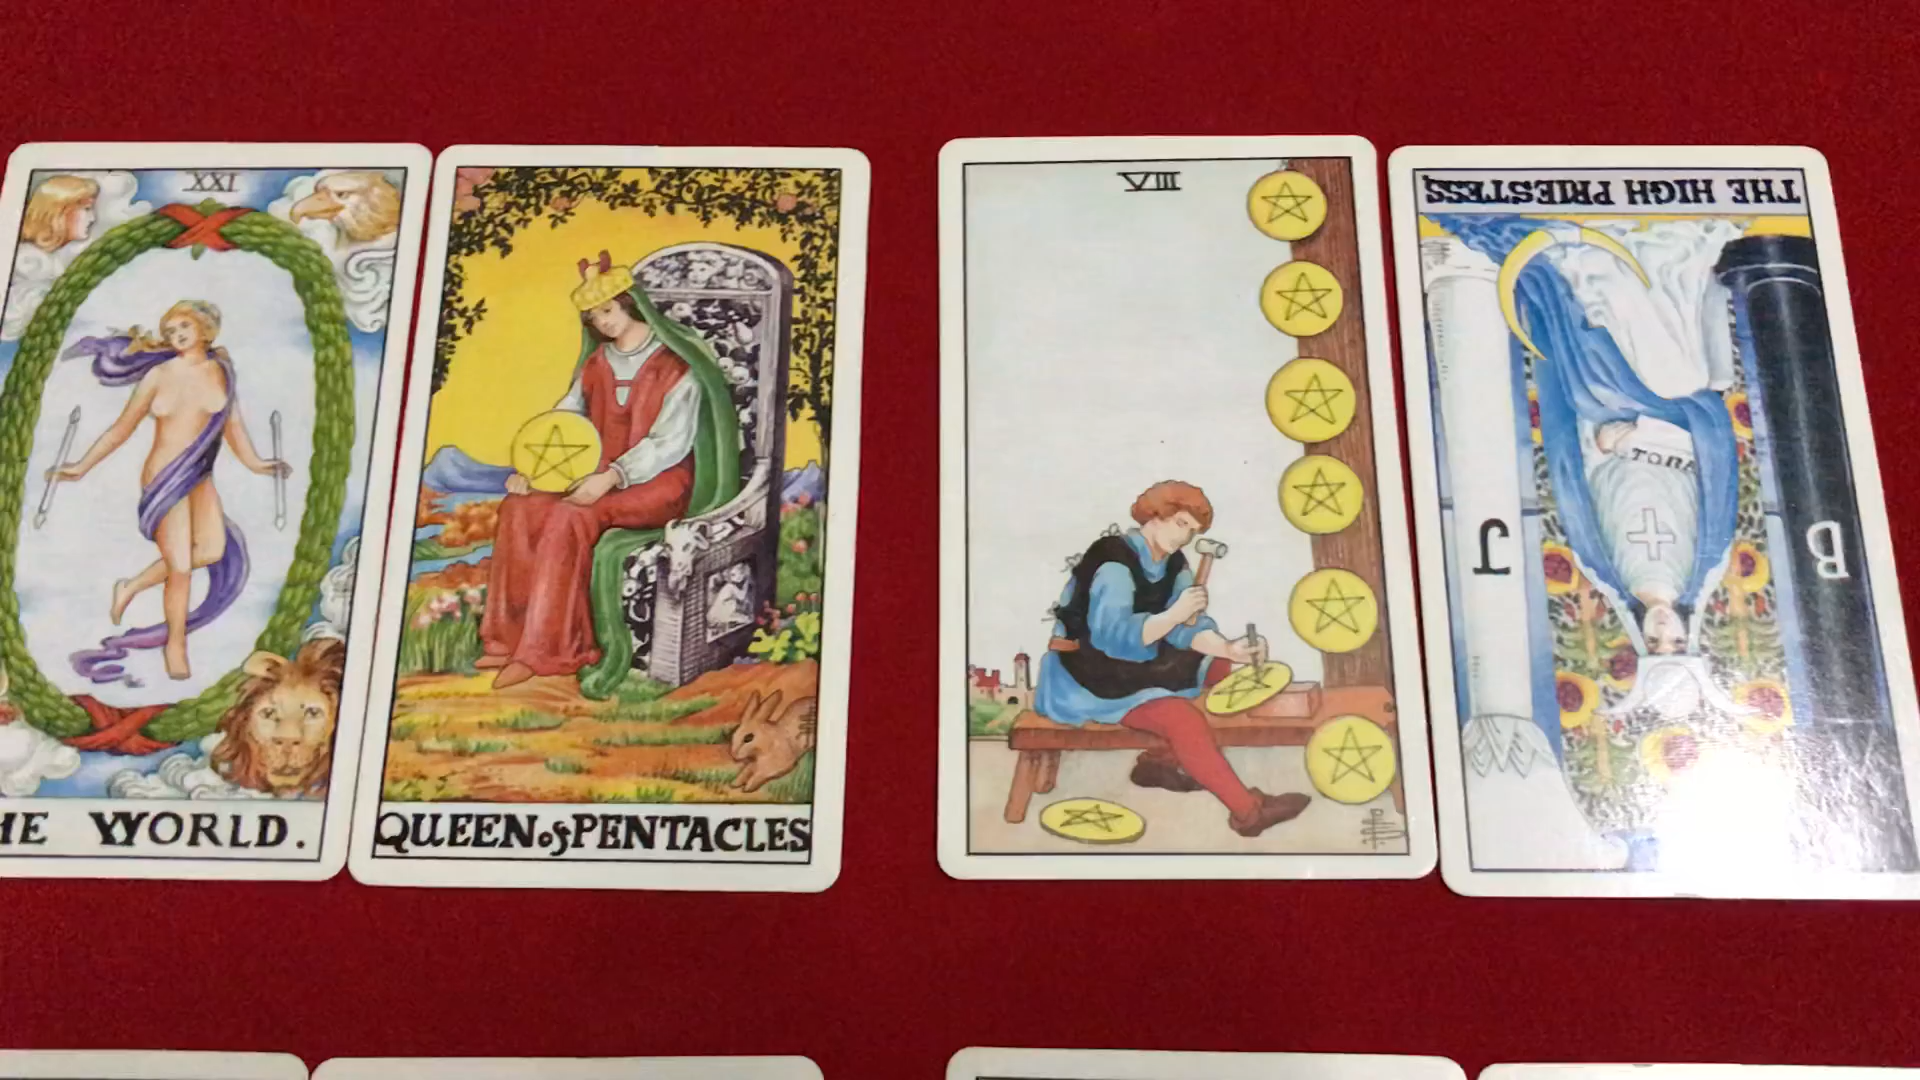 XXI
HE WORLD.
QUEEN of PENTACLES
VIII
THE HIGH PRIESTESS
TORA
J
B